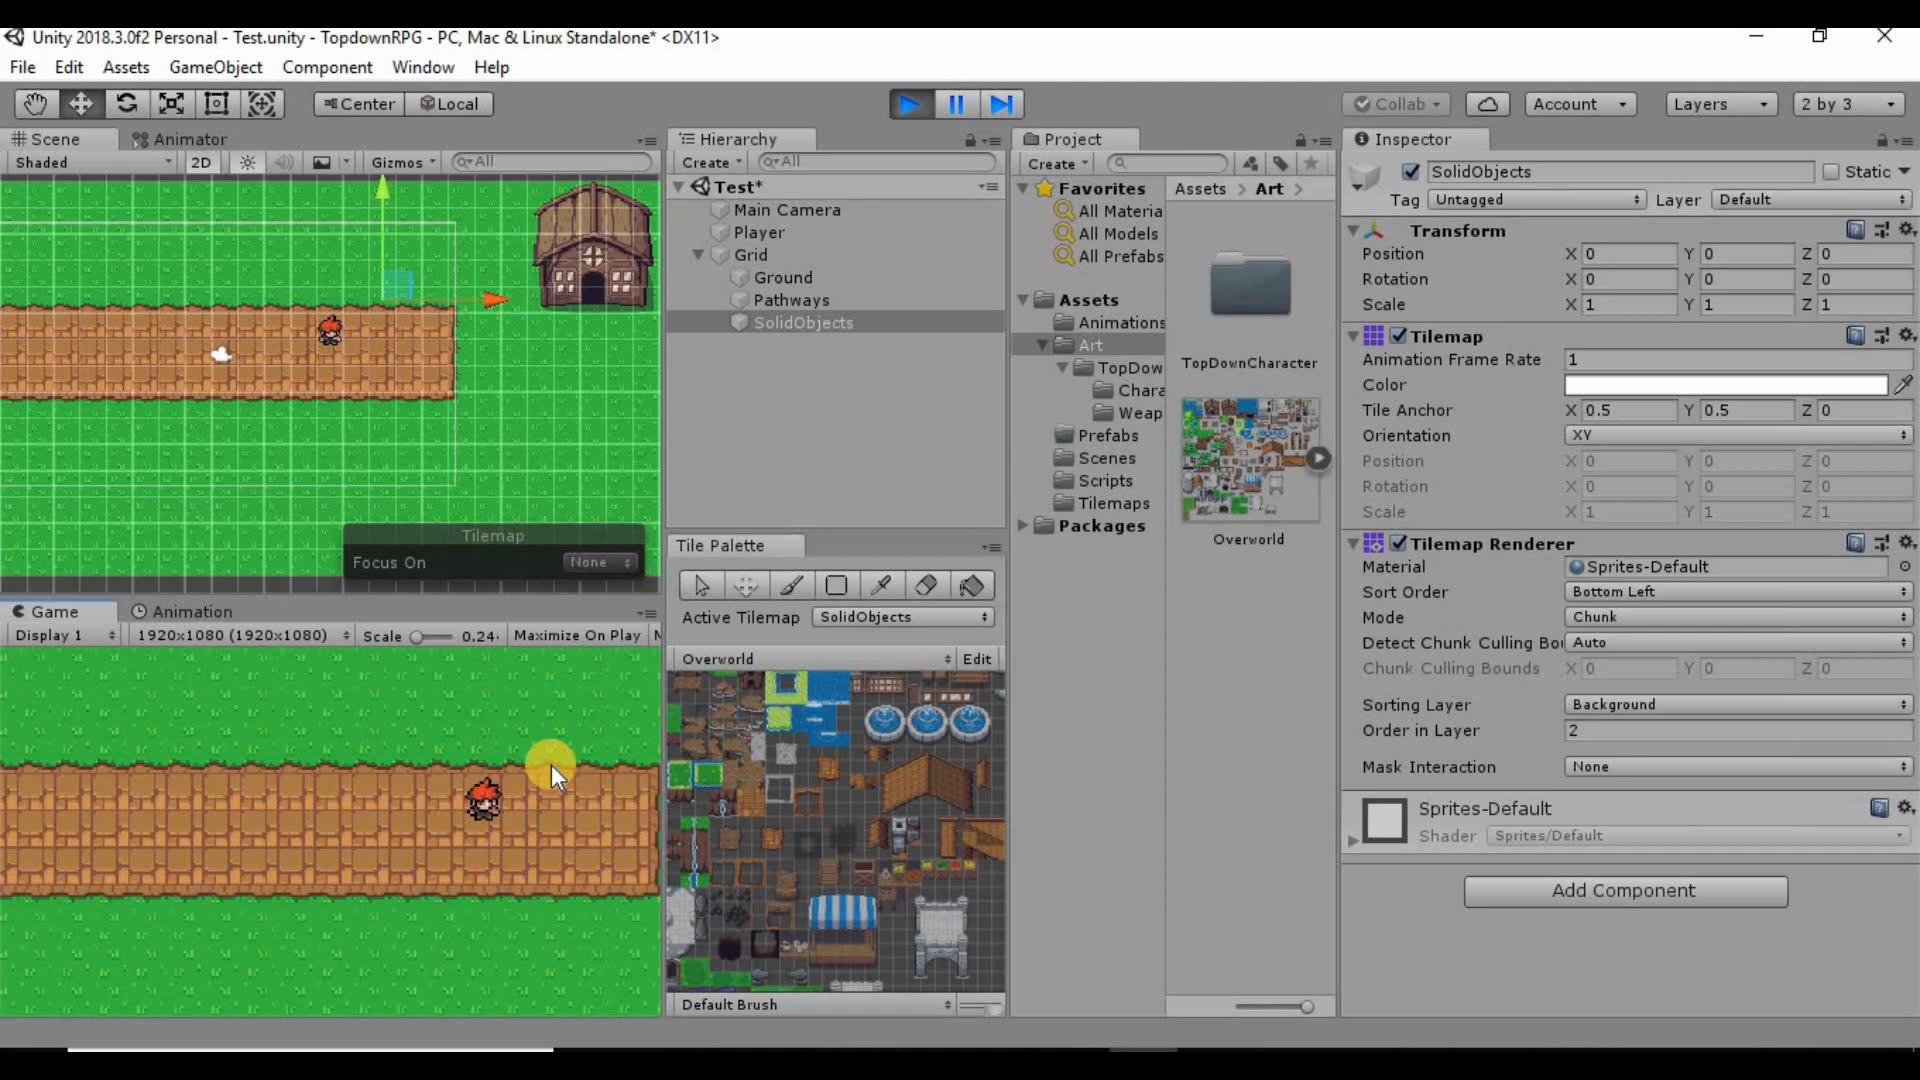 Unity 2018.3.0f2 Personal - Test.unity - TopdownRPG - PC, Mac & Linux Standalone* <DX11>
File Edit Assets GameObject Component Window Help
Center Local Collab Account Layers 2 by 3
Scene Animator
Shaded 2D Gizmos All
Tilemap
Focus On None
Game Animation
Display 1 1920x1080 (1920x1080) Scale 0.24 Maximize On Play M
Hierarchy
Create All
Test*
Main Camera
Player
Grid
Ground
Pathways
SolidObjects
Tile Palette
Active Tilemap SolidObjects
Overworld Edit
Default Brush
Project
Create
Favorites
All Materia
All Models
All Prefabs
Assets
Animations
Art
TopDow
Chara
Weap
Prefabs
Scenes
Scripts
Tilemaps
Packages
Assets > Art >
TopDownCharacter
Overworld
Inspector
SolidObjects Static
Tag Untagged Layer Default
Transform
Position X 0 Y 0 Z 0
Rotation X 0 Y 0 Z 0
Scale X 1 Y 1 Z 1
Tilemap
Animation Frame Rate 1
Color
Tile Anchor X 0.5 Y 0.5 Z 0
Orientation XY
Position X 0 Y 0 Z 0
Rotation X 0 Y 0 Z 0
Scale X 1 Y 1 Z 1
Tilemap Renderer
Material Sprites-Default
Sort Order Bottom Left
Mode Chunk
Detect Chunk Culling Bo Auto
Chunk Culling Bounds X 0 Y 0 Z 0
Sorting Layer Background
Order in Layer 2
Mask Interaction None
Sprites-Default
Shader Sprites/Default
Add Component